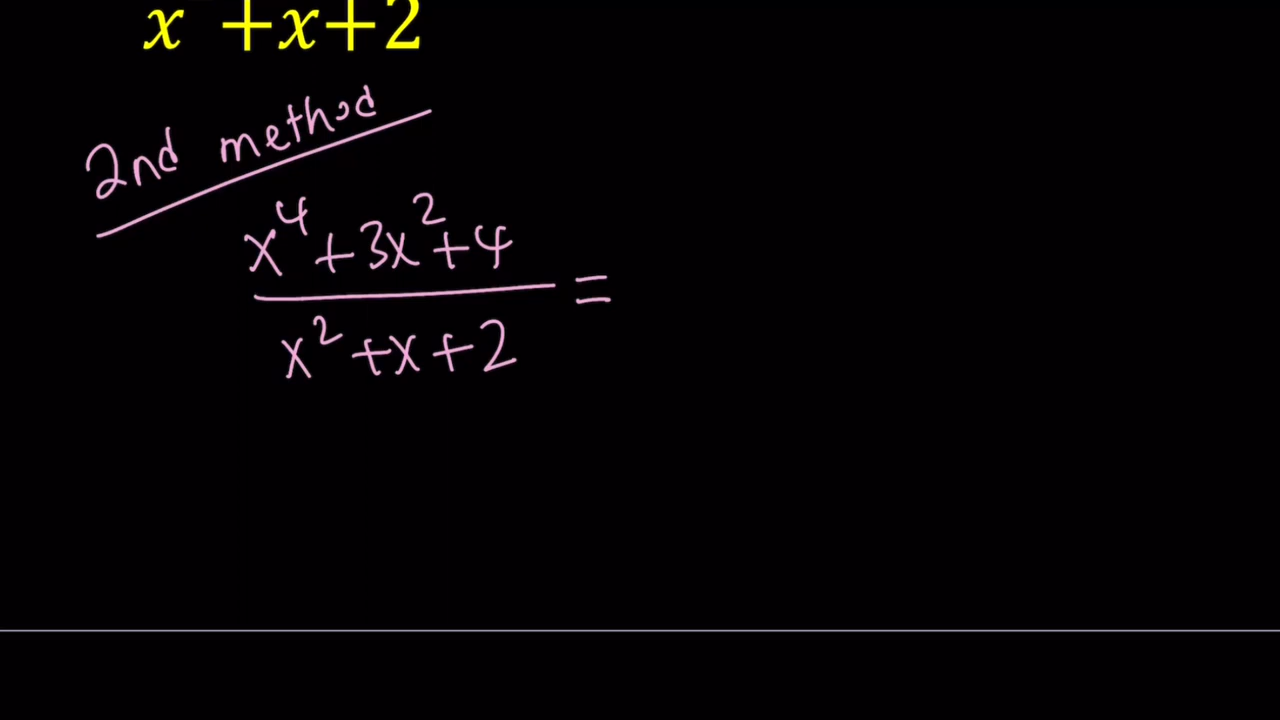 x +x+2
2nd method
x⁴+3x²+4
=
x²+x+2